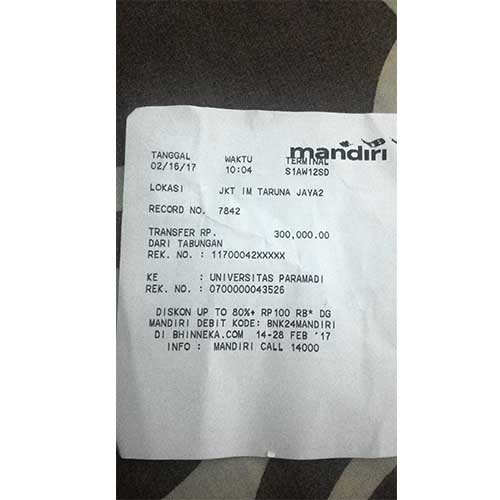 mandiri
TANGGAL WAKTU TERMINAL
02/16/17 10:04 S1AW12SD
LOKASI JKT IM TARUNA JAYA2
RECORD NO. 7842
TRANSFER RP. 300,000.00
DARI TABUNGAN
REK. NO. : 11700042XXXXX
KE : UNIVERSITAS PARAMADI
REK. NO. : 0700000043526
DISKON UP TO 80%+ RP100 RB* DG
MANDIRI DEBIT KODE: BNK24MANDIRI
DI BHINNEKA.COM 14-28 FEB '17
INFO : MANDIRI CALL 14000